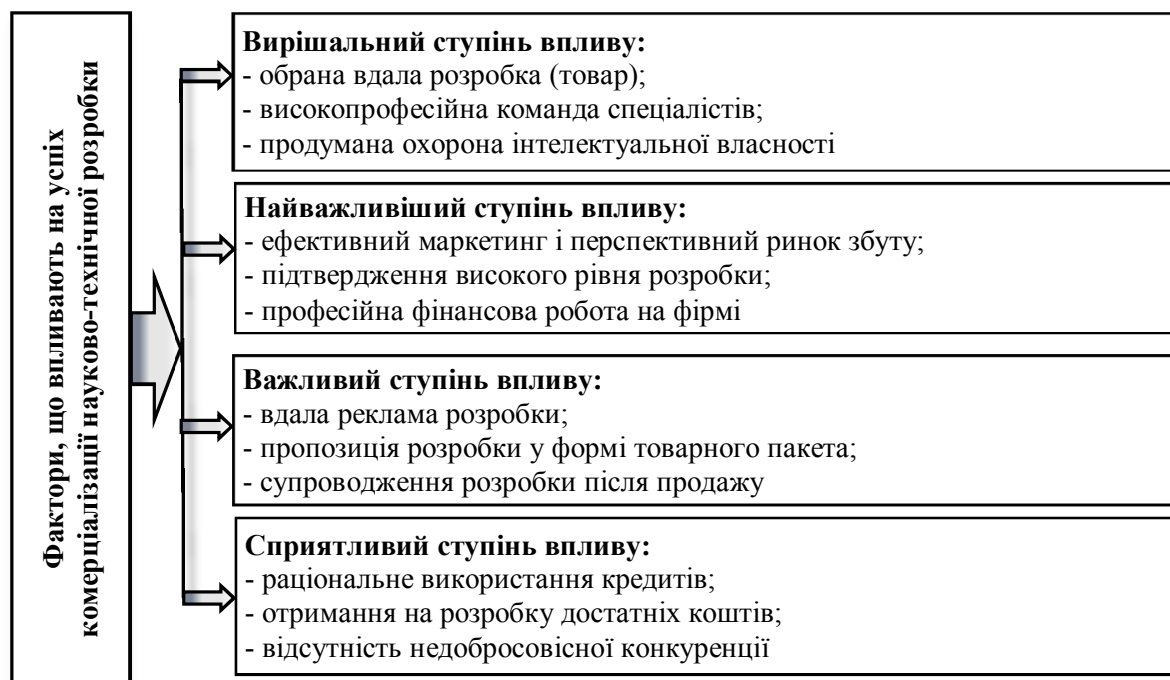 Фактори, що впливають на успіх
комерціалізації науково-технічної розробки
Вирішальний ступінь впливу:
- обрана вдала розробка (товар);
- високопрофесійна команда спеціалістів;
- продумана охорона інтелектуальної власності
Найважливіший ступінь впливу:
- ефективний маркетинг і перспективний ринок збуту;
- підтвердження високого рівня розробки;
- професійна фінансова робота на фірмі
Важливий ступінь впливу:
- вдала реклама розробки;
- пропозиція розробки у формі товарного пакета;
- супроводження розробки після продажу
Сприятливий ступінь впливу:
- раціональне використання кредитів;
- отримання на розробку достатніх коштів;
- відсутність недобросовісної конкуренції